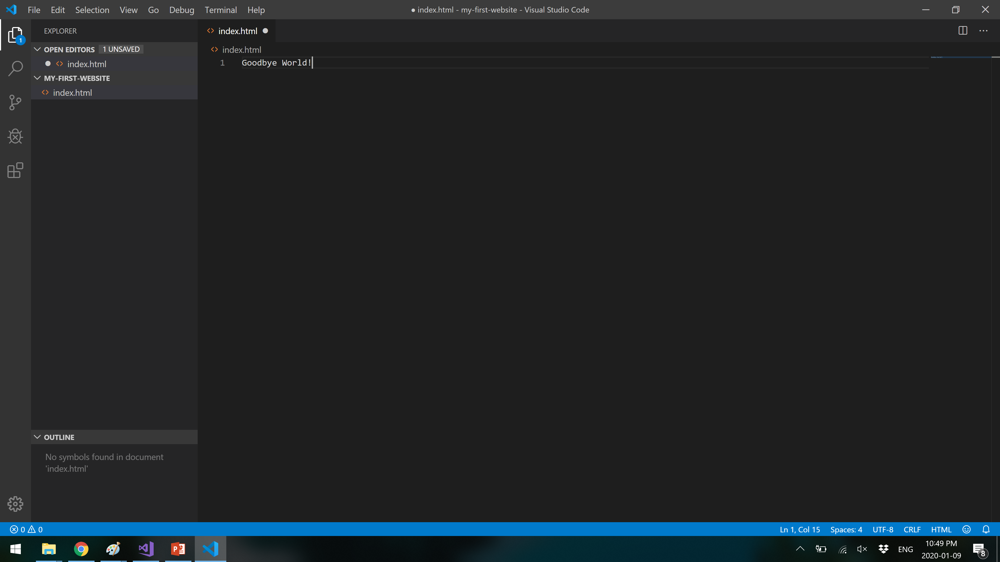 File Edit Selection View Go Debug Terminal Help
● index.html - my-first-website - Visual Studio Code
EXPLORER
1
OPEN EDITORS 1 UNSAVED
index.html
MY-FIRST-WEBSITE
index.html
OUTLINE
No symbols found in document
'index.html'
index.html
index.html
1 Goodbye World!
0 0
Ln 1, Col 15 Spaces: 4 UTF-8 CRLF HTML
P
ENG
10:49 PM
2020-01-09
8